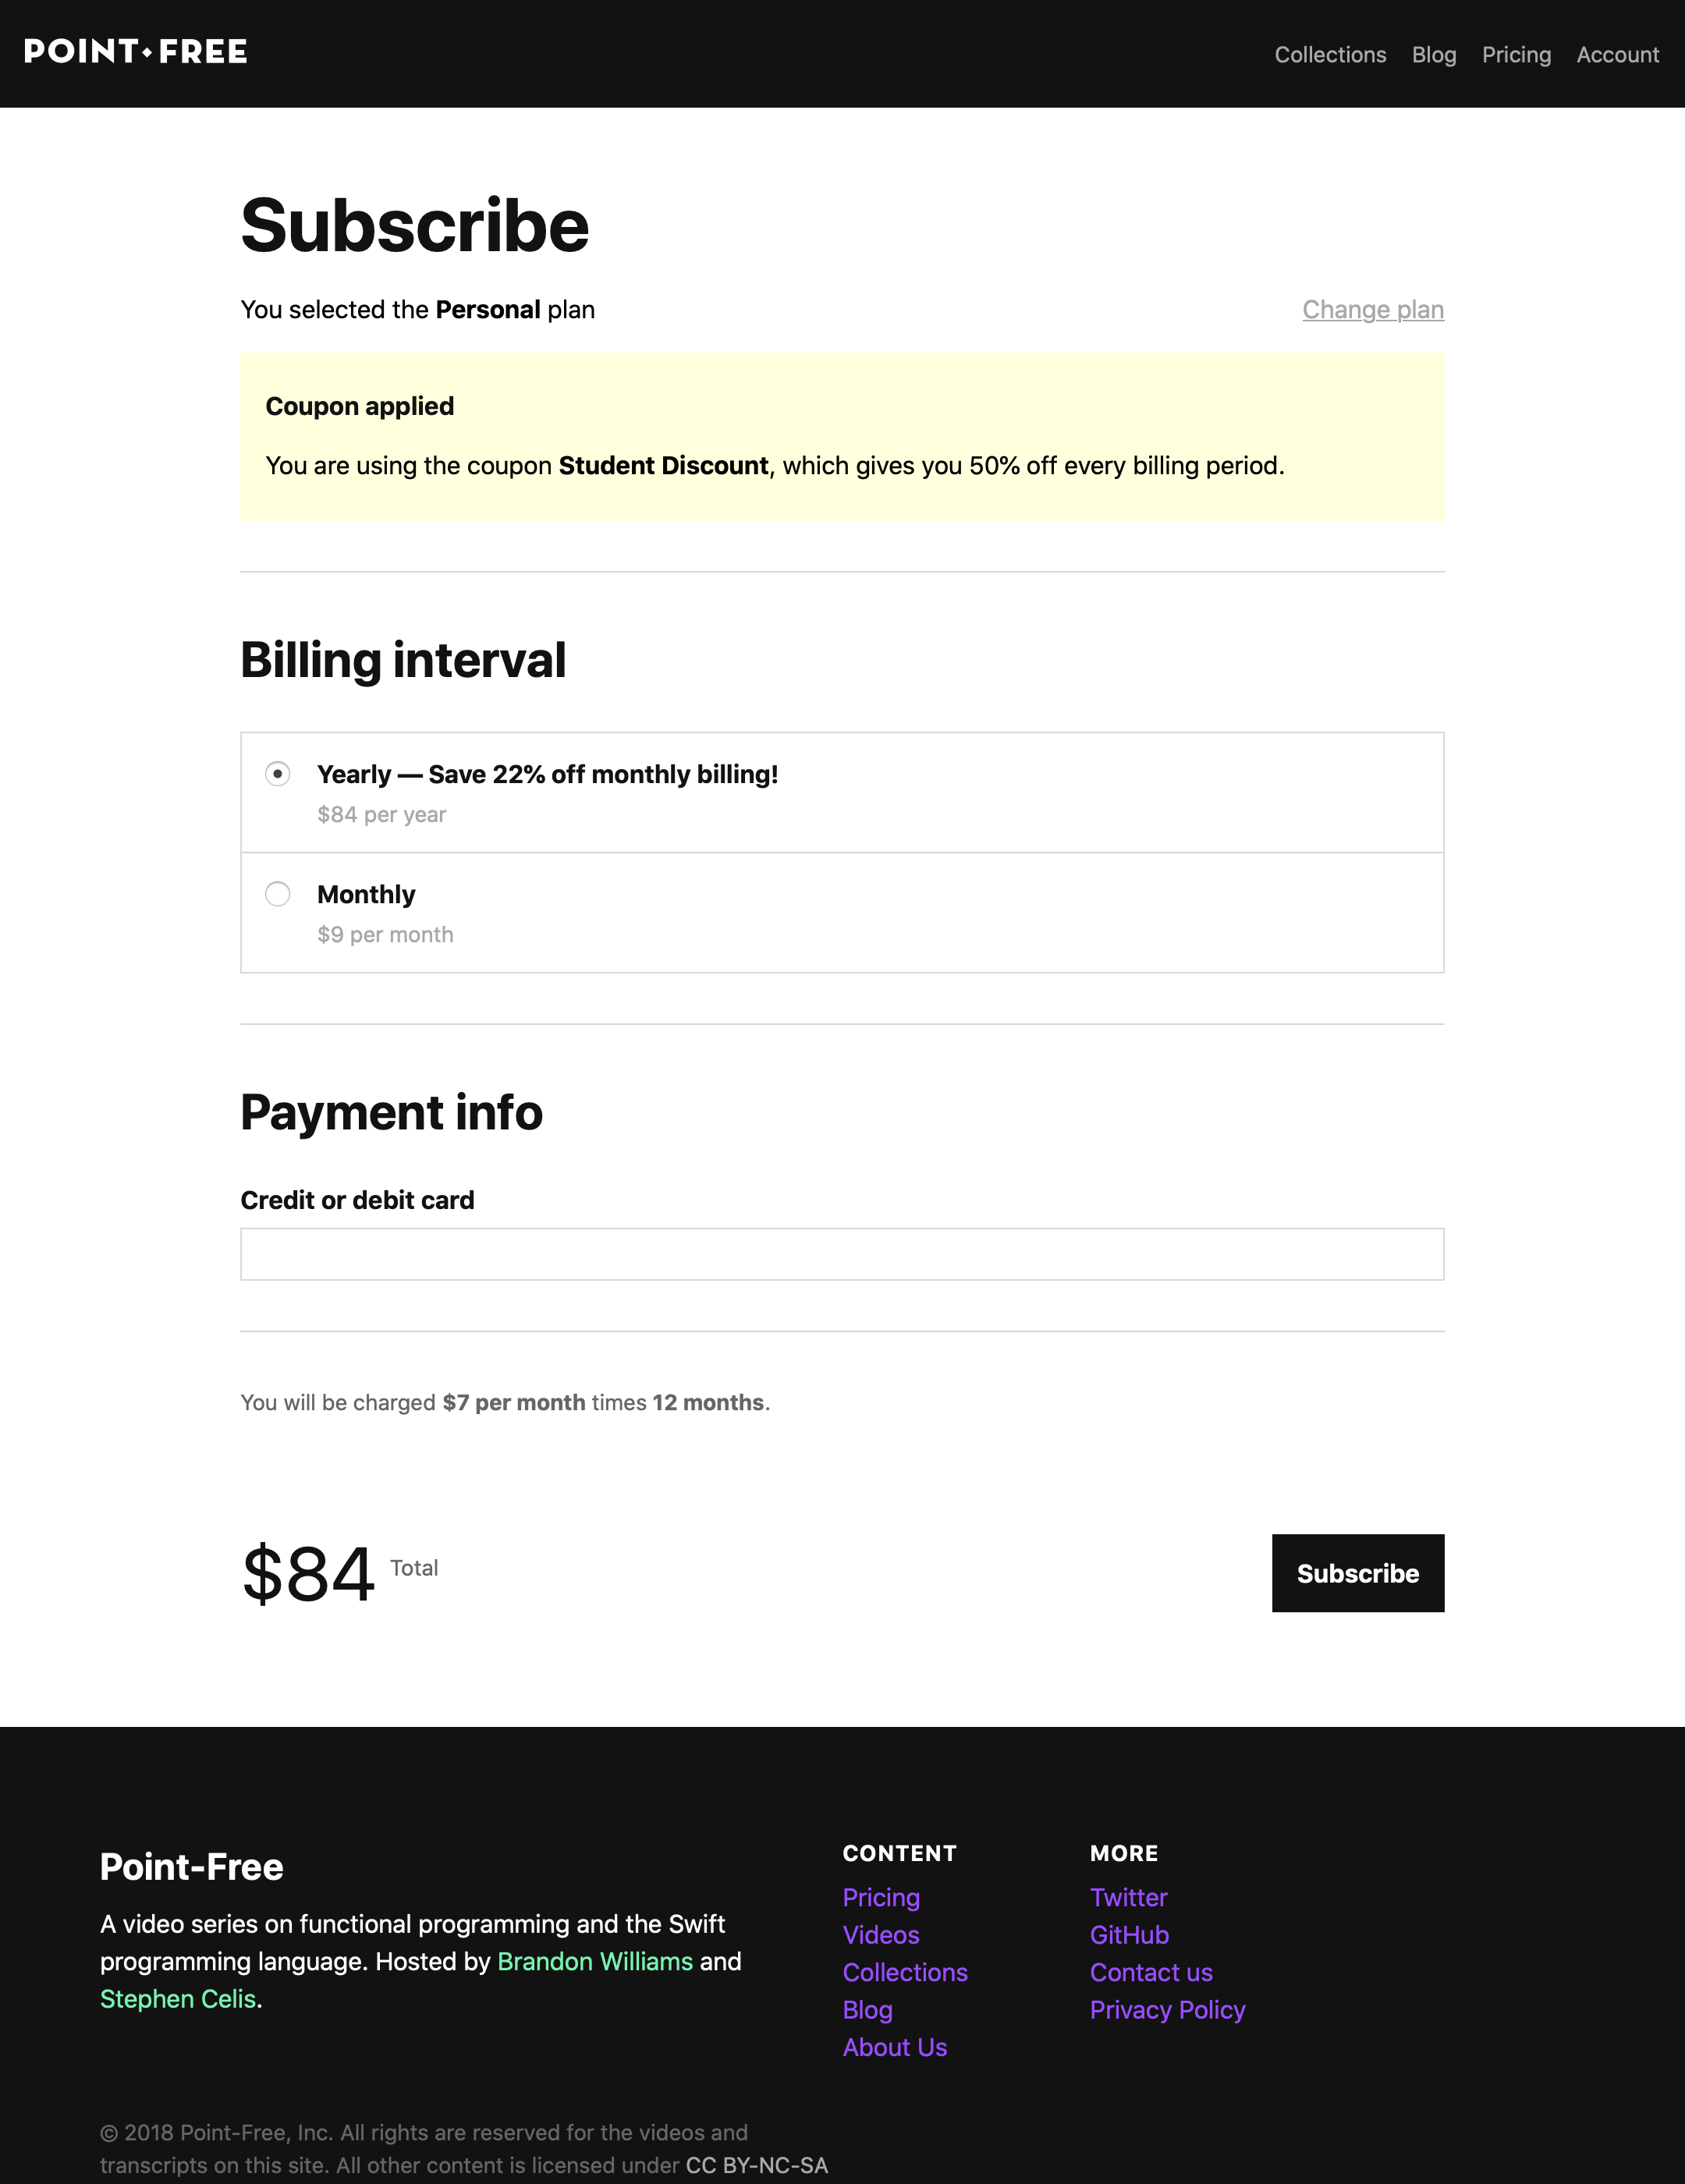 POINT⬥FREE
Collections Blog Pricing Account
Subscribe
You selected the Personal plan
Change plan
Coupon applied
You are using the coupon Student Discount, which gives you 50% off every billing period.
Billing interval
Yearly — Save 22% off monthly billing!
$84 per year
Monthly
$9 per month
Payment info
Credit or debit card
You will be charged $7 per month times 12 months.
$84 Total
Subscribe
Point-Free
A video series on functional programming and the Swift
programming language. Hosted by Brandon Williams and
Stephen Celis.
CONTENT
Pricing
Videos
Collections
Blog
About Us
MORE
Twitter
GitHub
Contact us
Privacy Policy
© 2018 Point-Free, Inc. All rights are reserved for the videos and
transcripts on this site. All other content is licensed under CC BY-NC-SA